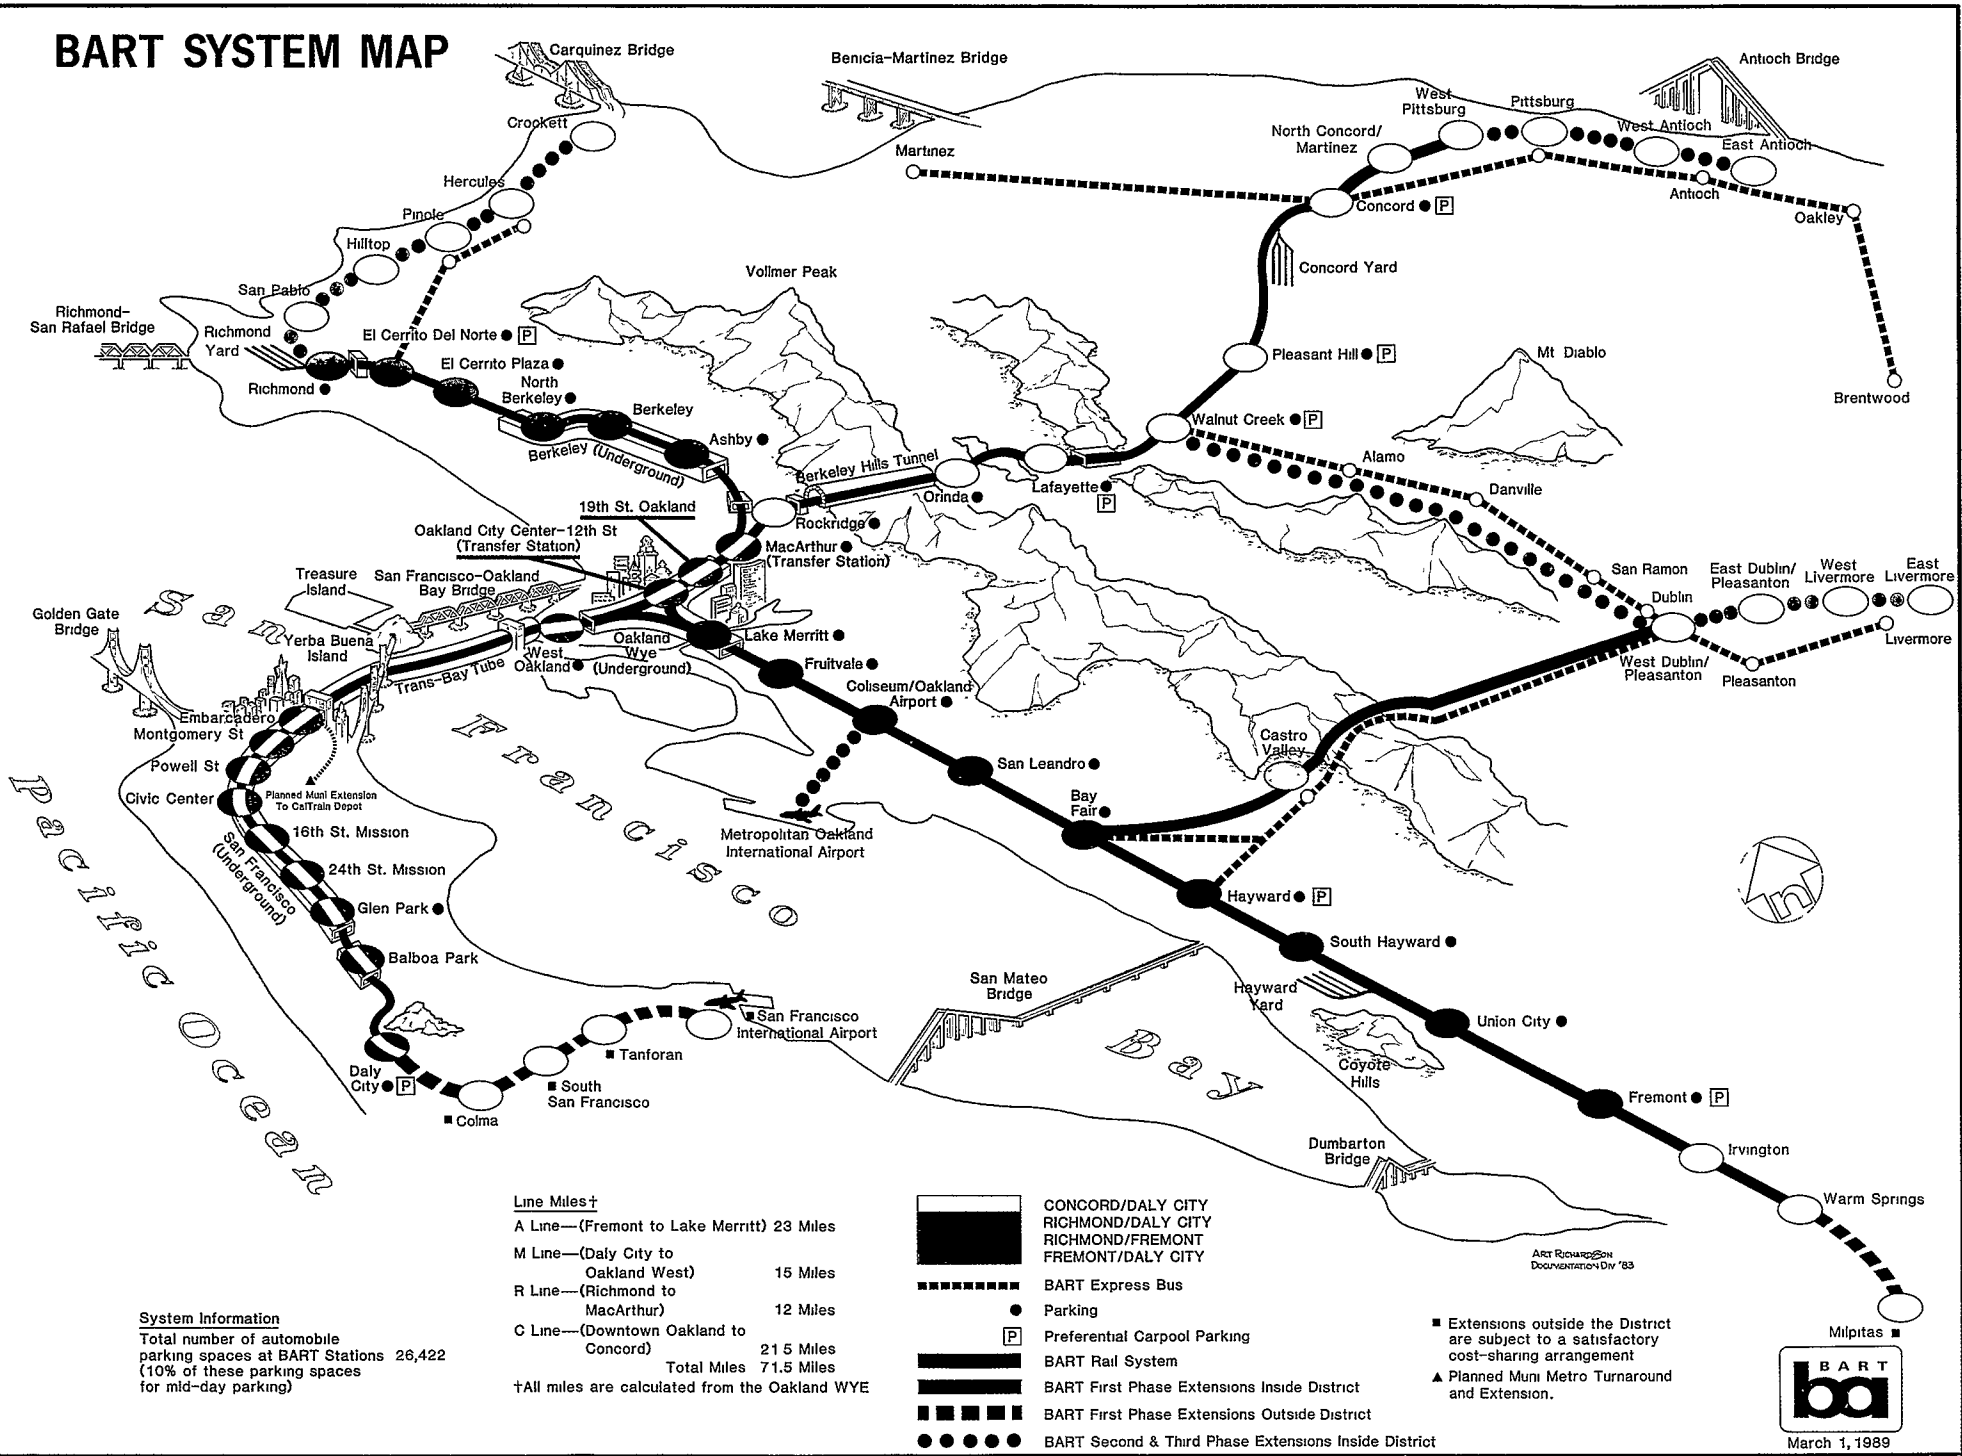 BART SYSTEM MAP
Carquinez Bridge
Benicia-Martinez Bridge
Antioch Bridge
Crockett
Hercules
Pinole
Hilltop
San Pablo
Richmond-
San Rafael Bridge
Richmond
Yard
Richmond
El Cerrito Del Norte
P
El Cerrito Plaza
North
Berkeley
Berkeley
Ashby
Berkeley (Underground)
Vollmer Peak
Martinez
North Concord/
Martinez
West
Pittsburg
Pittsburg
West Antioch
East Antioch
Antioch
Oakley
Brentwood
Concord
P
Concord Yard
Pleasant Hill
P
Mt Diablo
Walnut Creek
P
Alamo
Danville
San Ramon
Dublin
East Dublin/
Pleasanton
West
Livermore
East
Livermore
Livermore
Pleasanton
West Dublin/
Pleasanton
Berkeley Hills Tunnel
Orinda
Lafayette
P
Rockridge
MacArthur
(Transfer Station)
19th St. Oakland
Oakland City Center-12th St
(Transfer Station)
Treasure
Island
San Francisco-Oakland
Bay Bridge
Golden Gate
Bridge
Yerba Buena
Island
Trans-Bay Tube
West
Oakland
Oakland
Wye
(Underground)
Lake Merritt
Fruitvale
Coliseum/Oakland
Airport
San Leandro
Bay
Fair
Castro
Valley
Metropolitan Oakland
International Airport
Hayward
P
South Hayward
Hayward
Yard
Union City
Coyote
Hills
Fremont
P
Irvington
Warm Springs
Milpitas
Embarcadero
Montgomery St
Powell St
Civic Center
Planned Muni Extension
To CalTrain Depot
16th St. Mission
24th St. Mission
Glen Park
Balboa Park
San Francisco
(Underground)
Daly
City
P
Colma
South
San Francisco
Tanforan
San Francisco
International Airport
San Mateo
Bridge
Dumbarton
Bridge
San Francisco Bay
Pacific Ocean
n
Line Miles†
A Line—(Fremont to Lake Merritt) 23 Miles
M Line—(Daly City to
Oakland West) 15 Miles
R Line—(Richmond to
MacArthur) 12 Miles
C Line—(Downtown Oakland to
Concord) 21 5 Miles
Total Miles 71.5 Miles
†All miles are calculated from the Oakland WYE
System Information
Total number of automobile
parking spaces at BART Stations 26,422
(10% of these parking spaces
for mid-day parking)
CONCORD/DALY CITY
RICHMOND/DALY CITY
RICHMOND/FREMONT
FREMONT/DALY CITY
BART Express Bus
Parking
P Preferential Carpool Parking
BART Rail System
BART First Phase Extensions Inside District
BART First Phase Extensions Outside District
BART Second & Third Phase Extensions Inside District
ART RICHARDSON
DOCUMENTATION DIV '83
■ Extensions outside the District
are subject to a satisfactory
cost-sharing arrangement
▲ Planned Muni Metro Turnaround
and Extension.
BART
ba
March 1, 1989